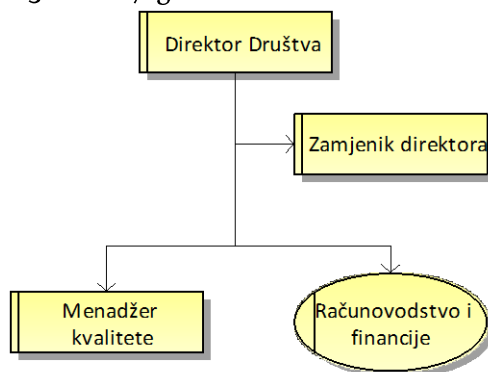 Direktor Društva
Zamjenik direktora
Menadžer
kvalitete
Računovodstvo i
financije